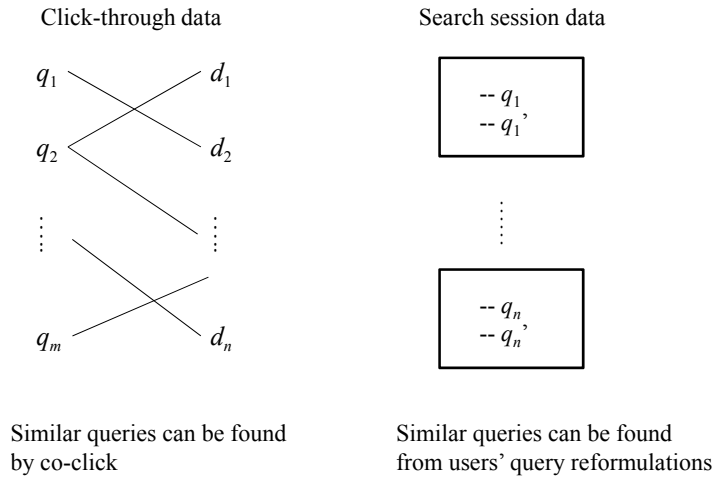 Click-through data
q1
q2
qm
d1
d2
dn
Similar queries can be found
by co-click
Search session data
-- q1
-- q1’
-- qn
-- qn’
Similar queries can be found
from users’ query reformulations